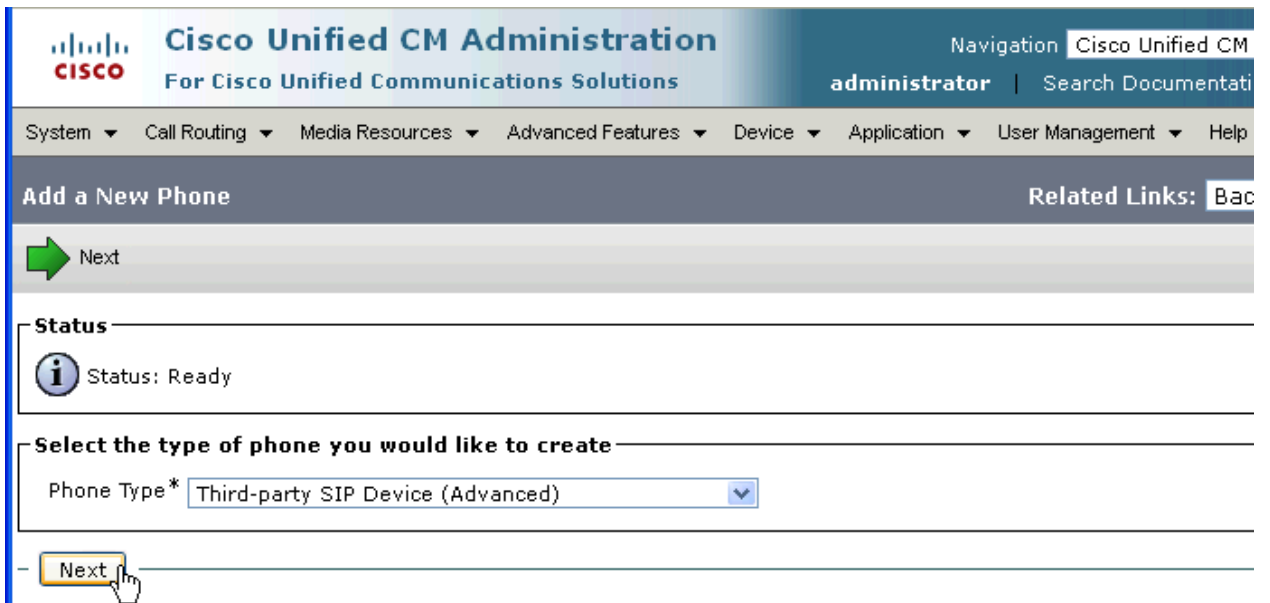 CISCO
Cisco Unified CM Administration
For Cisco Unified Communications Solutions
Navigation Cisco Unified CM
administrator | Search Documentati
System Call Routing Media Resources Advanced Features Device Application User Management Help
Add a New Phone Related Links: Bac
Next
Status
Status: Ready
Select the type of phone you would like to create
Phone Type* Third-party SIP Device (Advanced)
Next